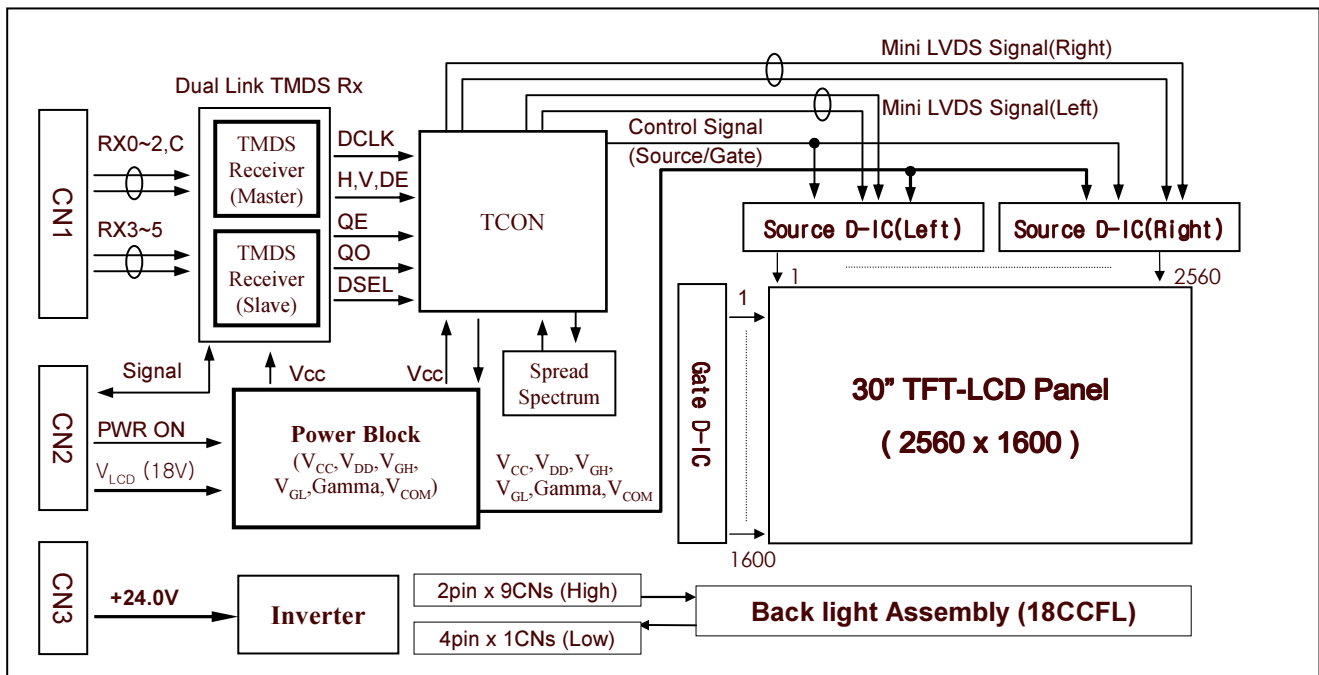 Mini LVDS Signal(Right)
Dual Link TMDS Rx
Mini LVDS Signal(Left)
Control Signal
(Source/Gate)
CN1
RX0~2,C
RX3~5
TMDS
Receiver
(Master)
TMDS
Receiver
(Slave)
DCLK
H,V,DE
QE
QO
DSEL
TCON
Source D-IC(Left)
Source D-IC(Right)
1
2560
1
Gate D-IC
1600
30” TFT-LCD Panel
( 2560 x 1600 )
Signal
Vcc
Vcc
Spread
Spectrum
CN2
PWR ON
VLCD (18V)
Power Block
(VCC,VDD,VGH,
VGL,Gamma,VCOM)
VCC,VDD,VGH,
VGL,Gamma,VCOM
CN3
+24.0V
Inverter
2pin x 9CNs (High)
4pin x 1CNs (Low)
Back light Assembly (18CCFL)